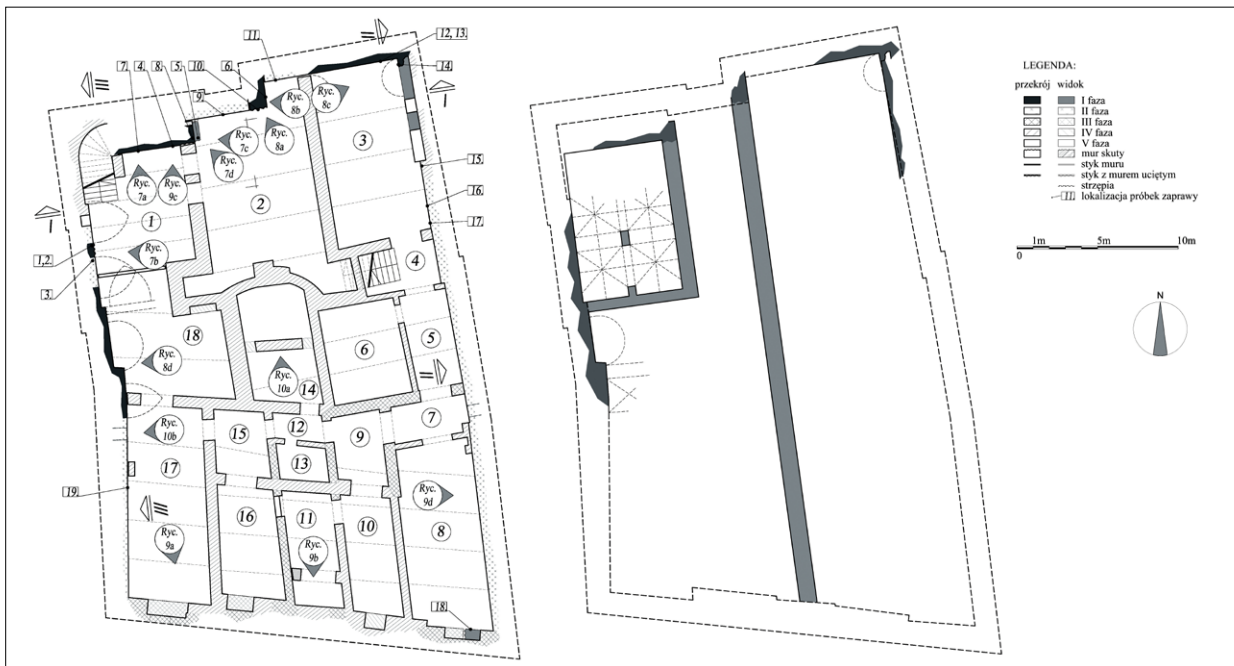 11.
12, 13.
7.
4.
8.
5.
10.
6.
9.
14.
I
III
II
Ryc. 8b
Ryc. 8c
Ryc. 7c
Ryc. 8a
Ryc. 7d
3
15.
16.
17.
Ryc. 7a
Ryc. 9c
2
1
I
1,2.
3.
Ryc. 7b
4
18
6
5
Ryc. 8d
Ryc. 10a
14
II
Ryc. 10b
15
12
9
7
13
17
19.
III
16
11
10
Ryc. 9d
8
Ryc. 9a
Ryc. 9b
18.
LEGENDA:
przekrój widok
I faza
II faza
III faza
IV faza
V faza
mur skuty
styk muru
styk z murem uciętym
strzępia
11. lokalizacja próbek zaprawy
1m 5m 10m
0
N